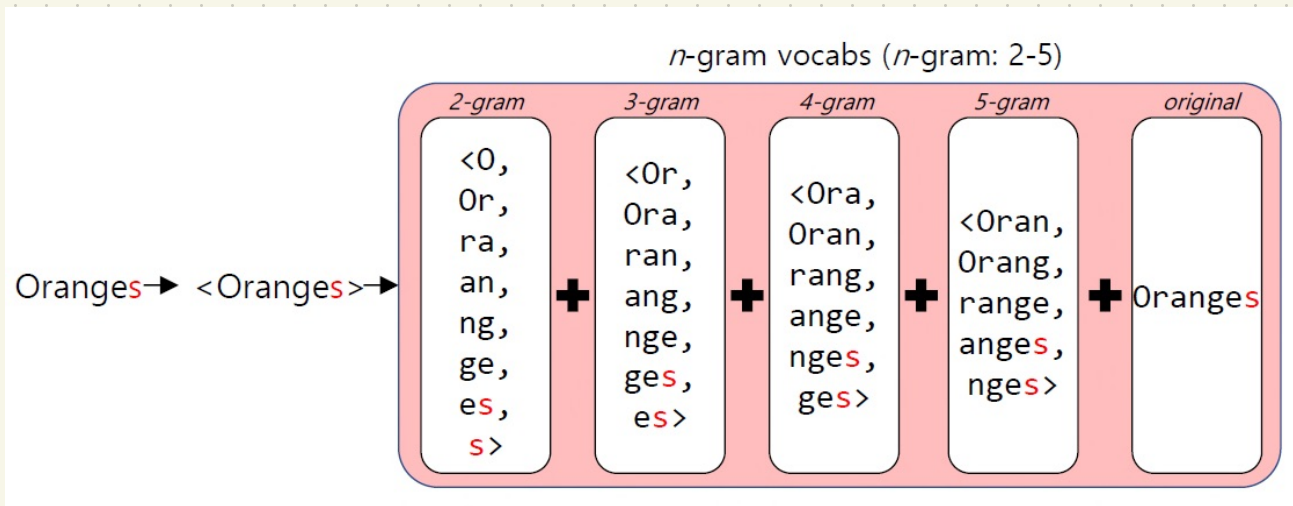 n-gram vocabs (n-gram: 2-5)
2-gram
<O,
Or,
ra,
an,
ng,
ge,
es,
s>
3-gram
<Or,
Ora,
ran,
ang,
nge,
ges,
es>
4-gram
<Ora,
Oran,
rang,
ange,
nges,
ges>
5-gram
<Oran,
Orang,
range,
anges,
nges>
original
Oranges
Oranges
<Oranges>